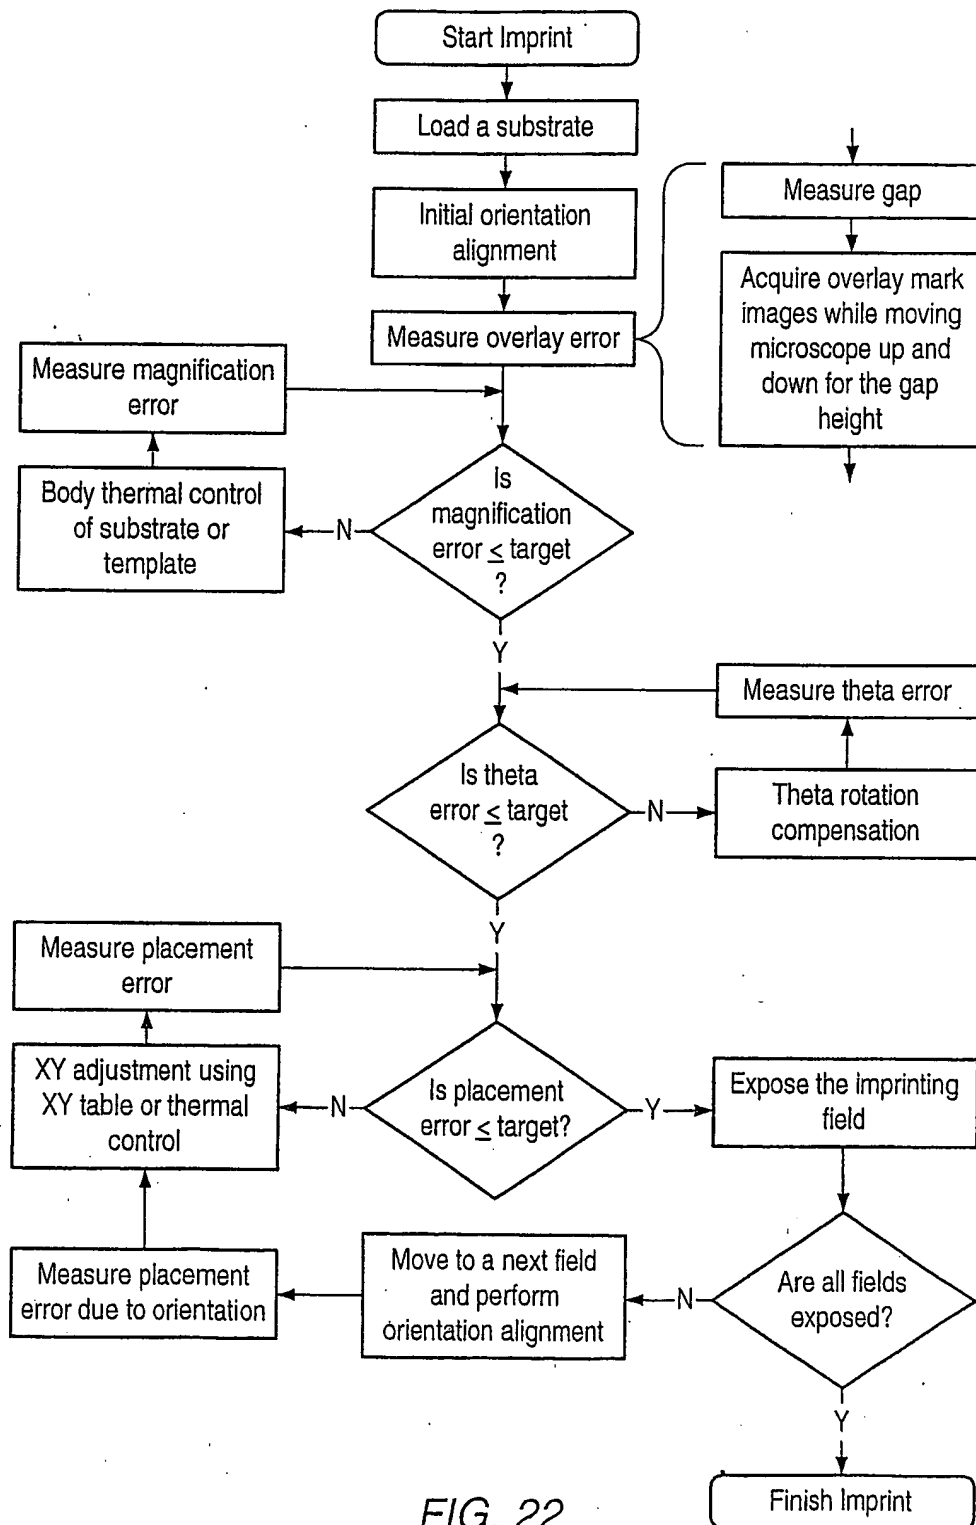 Start Imprint
Load a substrate
Initial orientation
alignment
Measure overlay error
Measure gap
Acquire overlay mark
images while moving
microscope up and
down for the gap
height
Measure magnification
error
Body thermal control
of substrate or
template
N
Is
magnification
error ≤ target
?
Y
Measure theta error
Is theta
error ≤ target
?
N
Theta rotation
compensation
Y
Measure placement
error
XY adjustment using
XY table or thermal
control
N
Is placement
error ≤ target?
Y
Expose the imprinting
field
Measure placement
error due to orientation
Move to a next field
and perform
orientation alignment
N
Are all fields
exposed?
Y
Finish Imprint
FIG. 22